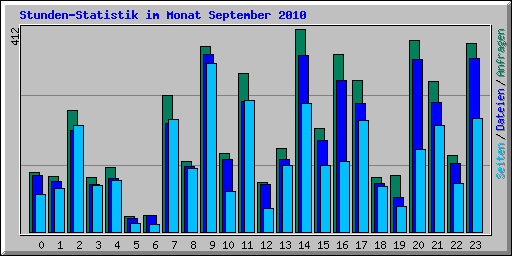 Stunden-Statistik im Monat September 2010
412
Seiten / Dateien / Anfragen
0 1 2 3 4 5 6 7 8 9 10 11 12 13 14 15 16 17 18 19 20 21 22 23